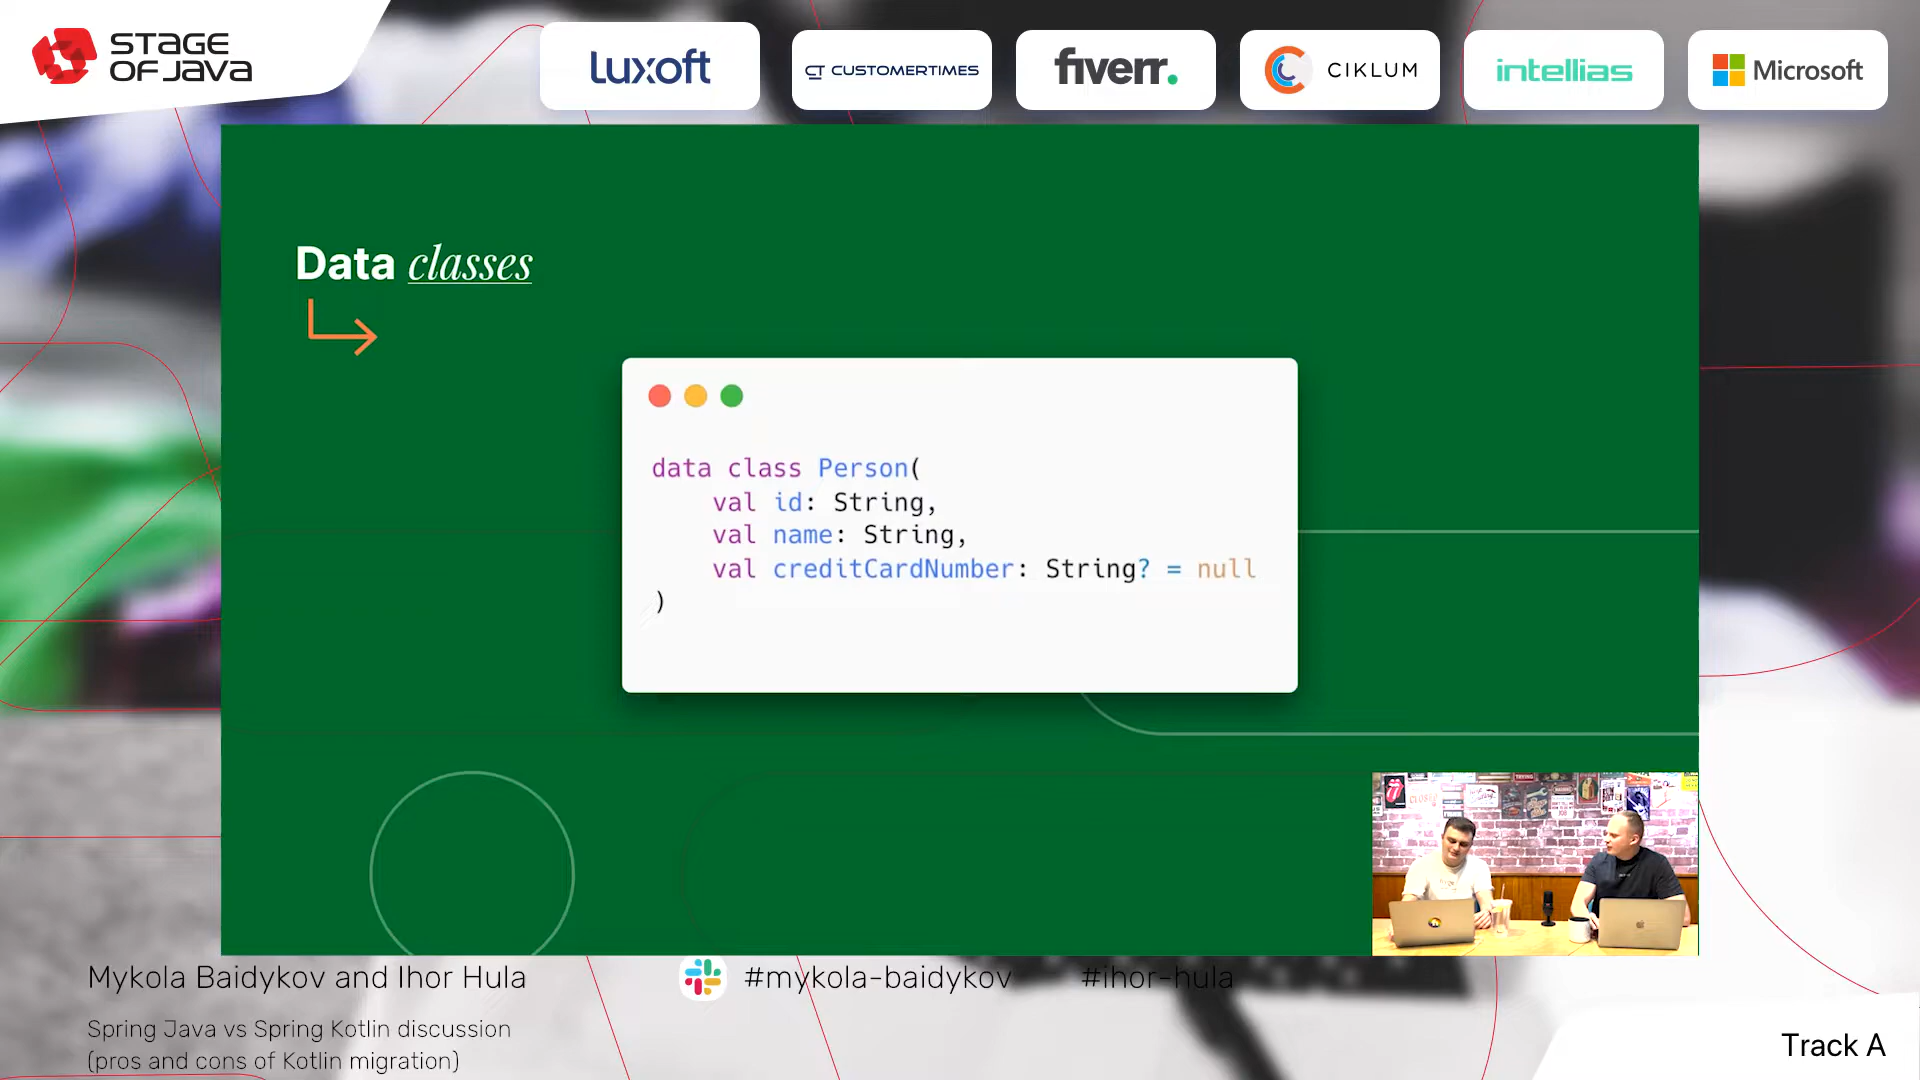 STAGE
OF JAVA
luxoft
CT CUSTOMERTIMES
fiverr.
CIKLUM
intellias
Microsoft
Data classes
data class Person(
    val id: String,
    val name: String,
    val creditCardNumber: String? = null
)
Mykola Baidykov and Ihor Hula
#mykola-baidykov
#ihor-hula
Spring Java vs Spring Kotlin discussion
(pros and cons of Kotlin migration)
Track A